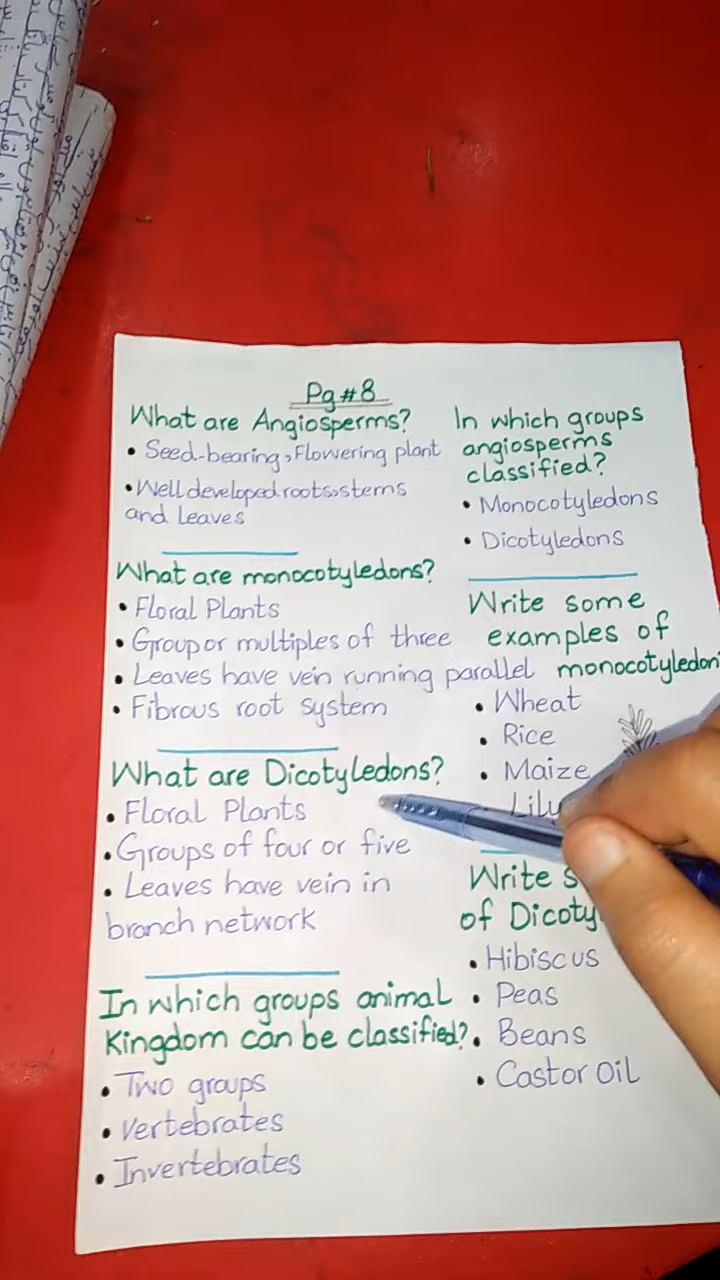 Pg#8
What are Angiosperms?
• Seed-bearing, Flowering plant
• Well developed roots, stems
and leaves
What are monocotyledons?
• Floral Plants
• Group or multiples of three
• Leaves have vein running parallel
• Fibrous root system
What are Dicotyledons?
• Floral Plants
• Groups of four or five
• Leaves have vein in
branch network
In which groups animal
Kingdom can be classified?
• Two groups
• Vertebrates
• Invertebrates
In which groups
angiosperms
classified?
• Monocotyledons
• Dicotyledons
Write some
examples of
monocotyledon
• Wheat
• Rice
• Maize
Lily
Write s
of Dicoty
• Hibiscus
• Peas
• Beans
• Castor Oil